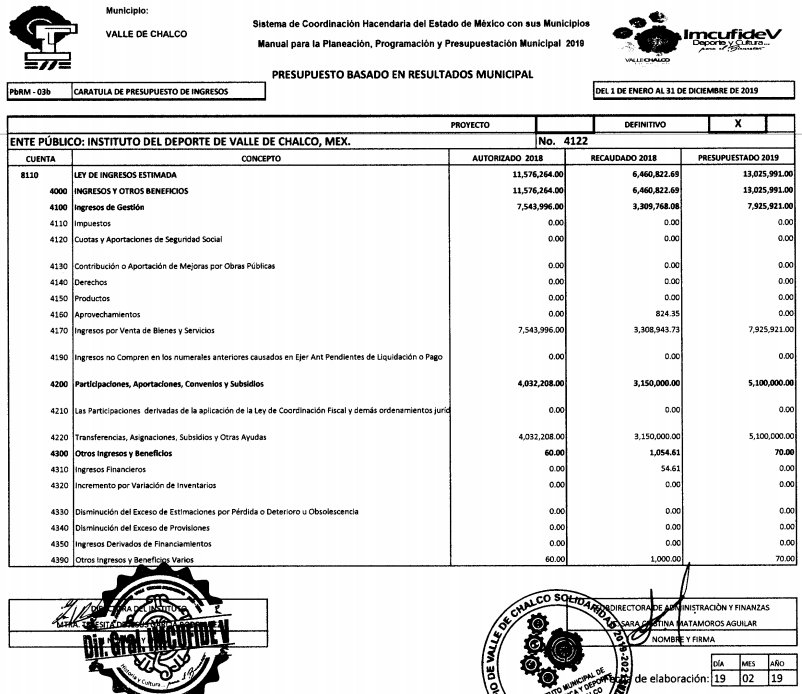 Municipio:
VALLE DE CHALCO
Sistema de Coordinación Hacendaria del Estado de México con sus Municipios
Manual para la Planeación, Programación y Presupuestación Municipal 2019
ImcufideV
Deporte y Cultura...
para el Bienestar
VALLE CHALCO
PRESUPUESTO BASADO EN RESULTADOS MUNICIPAL
PbRM - 03b CARATULA DE PRESUPUESTO DE INGRESOS DEL 1 DE ENERO AL 31 DE DICIEMBRE DE 2019
PROYECTO DEFINITIVO X
ENTE PÚBLICO: INSTITUTO DEL DEPORTE DE VALLE DE CHALCO, MEX. No. 4122
CUENTA CONCEPTO AUTORIZADO 2018 RECAUDADO 2018 PRESUPUESTADO 2019
8110 LEY DE INGRESOS ESTIMADA 11,576,264.00 6,460,822.69 13,025,991.00
4000 INGRESOS Y OTROS BENEFICIOS 11,576,264.00 6,460,822.69 13,025,991.00
4100 Ingresos de Gestión 7,543,996.00 3,309,768.08 7,925,921.00
4110 Impuestos 0.00 0.00 0.00
4120 Cuotas y Aportaciones de Seguridad Social 0.00 0.00 0.00
4130 Contribución o Aportación de Mejoras por Obras Públicas 0.00 0.00 0.00
4140 Derechos 0.00 0.00 0.00
4150 Productos 0.00 0.00 0.00
4160 Aprovechamientos 0.00 824.35 0.00
4170 Ingresos por Venta de Bienes y Servicios 7,543,996.00 3,308,943.73 7,925,921.00
4190 Ingresos no Compren en los numerales anteriores causados en Ejer Ant Pendientes de Liquidación o Pago 0.00 0.00 0.00
4200 Participaciones, Aportaciones, Convenios y Subsidios 4,032,208.00 3,150,000.00 5,100,000.00
4210 Las Participaciones derivadas de la aplicación de la Ley de Coordinación Fiscal y demás ordenamientos juríd 0.00 0.00 0.00
4220 Transferencias, Asignaciones, Subsidios y Otras Ayudas 4,032,208.00 3,150,000.00 5,100,000.00
4300 Otros Ingresos y Beneficios 60.00 1,054.61 70.00
4310 Ingresos Financieros 0.00 54.61 0.00
4320 Incremento por Variación de Inventarios 0.00 0.00 0.00
4330 Disminución del Exceso de Estimaciones por Pérdida o Deterioro u Obsolescencia 0.00 0.00 0.00
4340 Disminución del Exceso de Provisiones 0.00 0.00 0.00
4350 Ingresos Derivados de Financiamientos 0.00 0.00 0.00
4390 Otros Ingresos y Beneficios Varios 60.00 1,000.00 70.00
DIRECTORA DEL INSTITUTO
Dir. Gral. IMCUFIDEV
Historia y Cultura... para el
DE VALLE DE CHALCO SOLIDARIDAD 2019-202
SUBDIRECTORA DE ADMINISTRACIÓN Y FINANZAS
SARA CRISTINA MATAMOROS AGUILAR
NOMBRE Y FIRMA
DÍA MES AÑO
Fecha de elaboración: 19 02 19